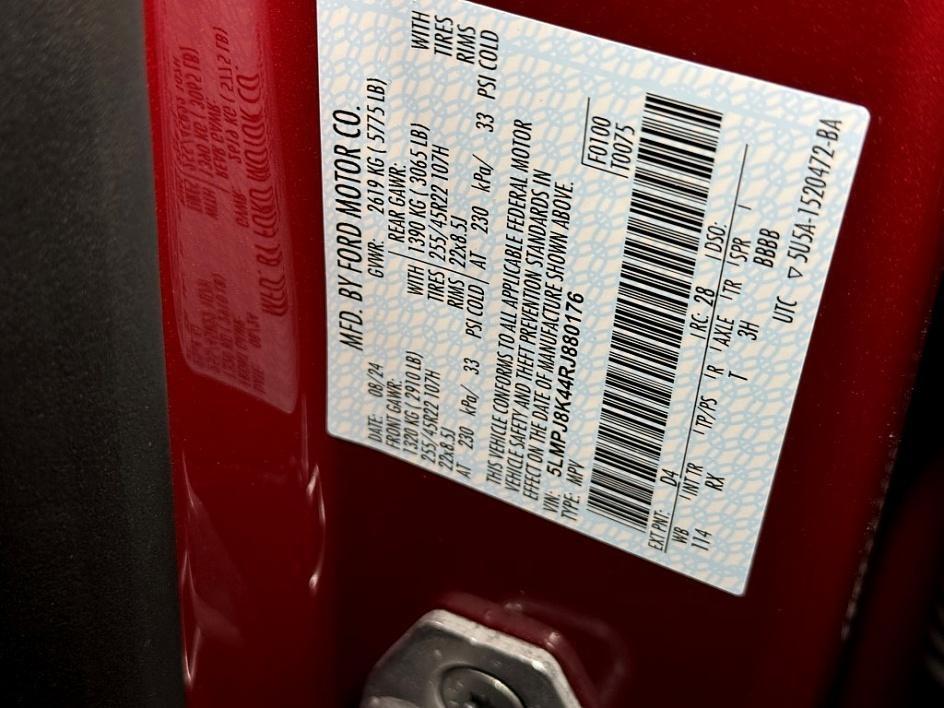 MFD. BY FORD MOTOR CO.
DATE: 08/24 GVWR: 2619 KG ( 5775 LB)
FRONT GAWR: REAR GAWR: WITH
1320 KG ( 2910 LB) WITH 1390 KG ( 3065 LB) TIRES
255/45R22 107H TIRES 255/45R22 107H RIMS
22x8.5J RIMS 22x8.5J
AT 230 kPa/ 33 PSI COLD AT 230 kPa/ 33 PSI COLD
THIS VEHICLE CONFORMS TO ALL APPLICABLE FEDERAL MOTOR
VEHICLE SAFETY AND THEFT PREVENTION STANDARDS IN
EFFECT ON THE DATE OF MANUFACTURE SHOWN ABOVE.
VIN: 5LMPJ8K44RJ880176 F0100
TYPE: MPV T0075
EXT PNT: D4 RC: 28 DSO:
WB INT TR TP/PS R AXLE TR SPR
114 RX T 3H BBBB
UTC ▽ 5U5A-1520472-BA